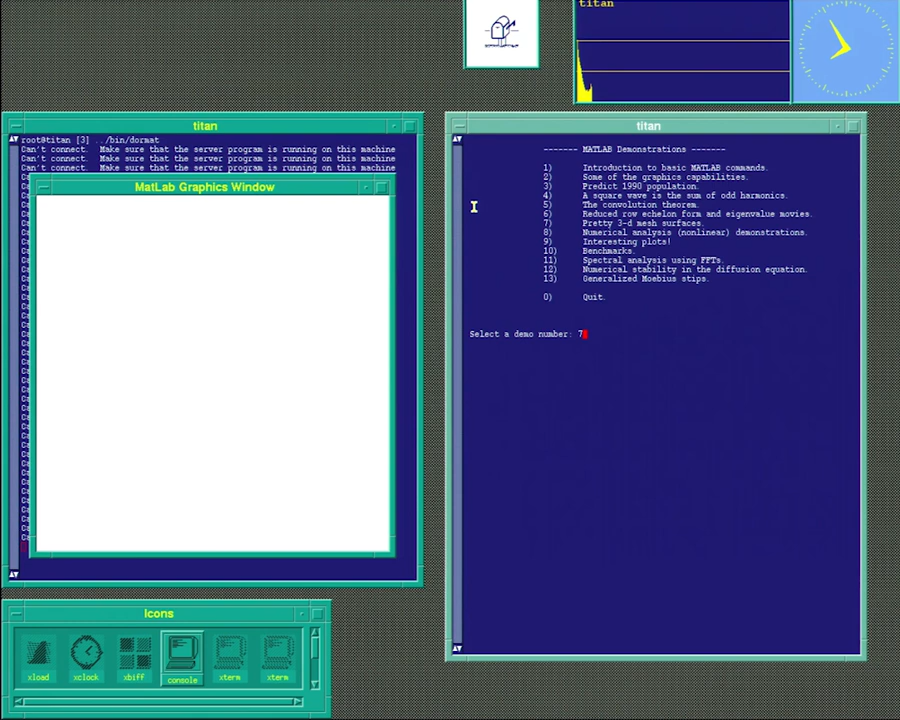 titan
titan
root@titan [3] ../bin/dormat
Can't connect.  Make sure that the server program is running on this machine
Can't connect.  Make sure that the server program is running on this machine
Can't connect.  Make sure that the server program is running on this machine
MatLab Graphics Window
titan
------- MATLAB Demonstrations -------
1) Introduction to basic MATLAB commands.
2) Some of the graphics capabilities.
3) Predict 1990 population.
4) A square wave is the sum of odd harmonics.
5) The convolution theorem.
6) Reduced row echelon form and eigenvalue movies.
7) Pretty 3-d mesh surfaces.
8) Numerical analysis (nonlinear) demonstrations.
9) Interesting plots!
10) Benchmarks.
11) Spectral analysis using FFTs.
12) Numerical stability in the diffusion equation.
13) Generalized Moebius stips.
0) Quit.
Select a demo number: 7
Icons
xload
xclock
xbiff
console
xterm
xterm